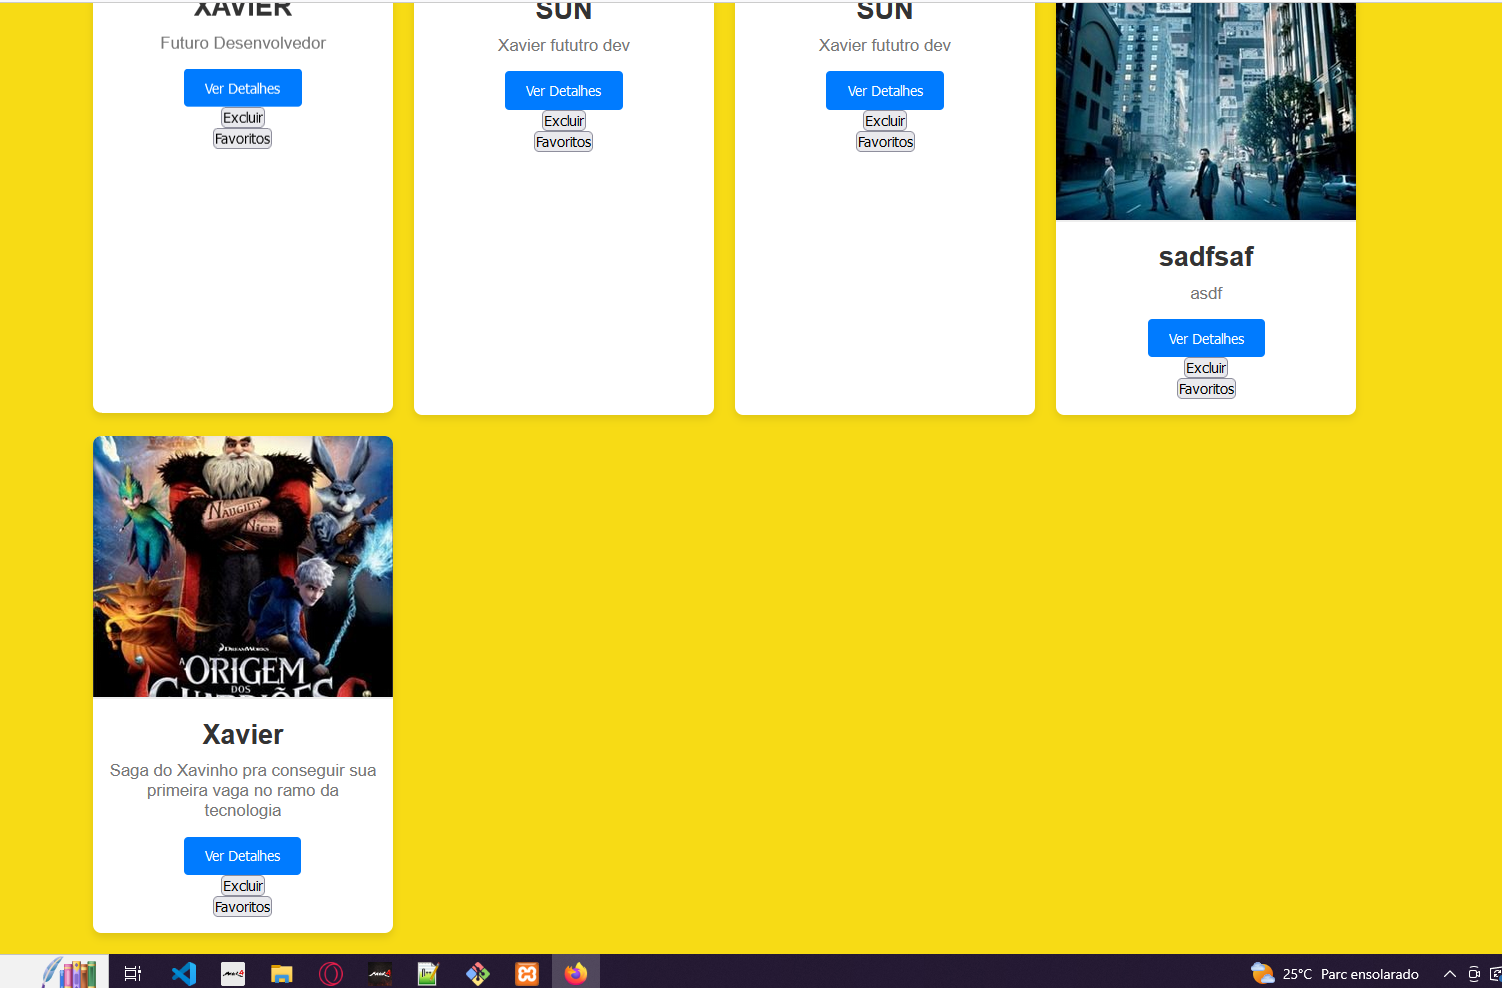 XAVIER
Futuro Desenvolvedor
Ver Detalhes
Excluir
Favoritos
SUN
Xavier fututro dev
Ver Detalhes
Excluir
Favoritos
SUN
Xavier fututro dev
Ver Detalhes
Excluir
Favoritos
sadfsaf
asdf
Ver Detalhes
Excluir
Favoritos
NAUGHTY
NICE
DREAMWORKS
A ORIGEM
DOS
GUARDIÕES
Xavier
Saga do Xavinho pra conseguir sua
primeira vaga no ramo da
tecnologia
Ver Detalhes
Excluir
Favoritos
25°C Parc ensolarado